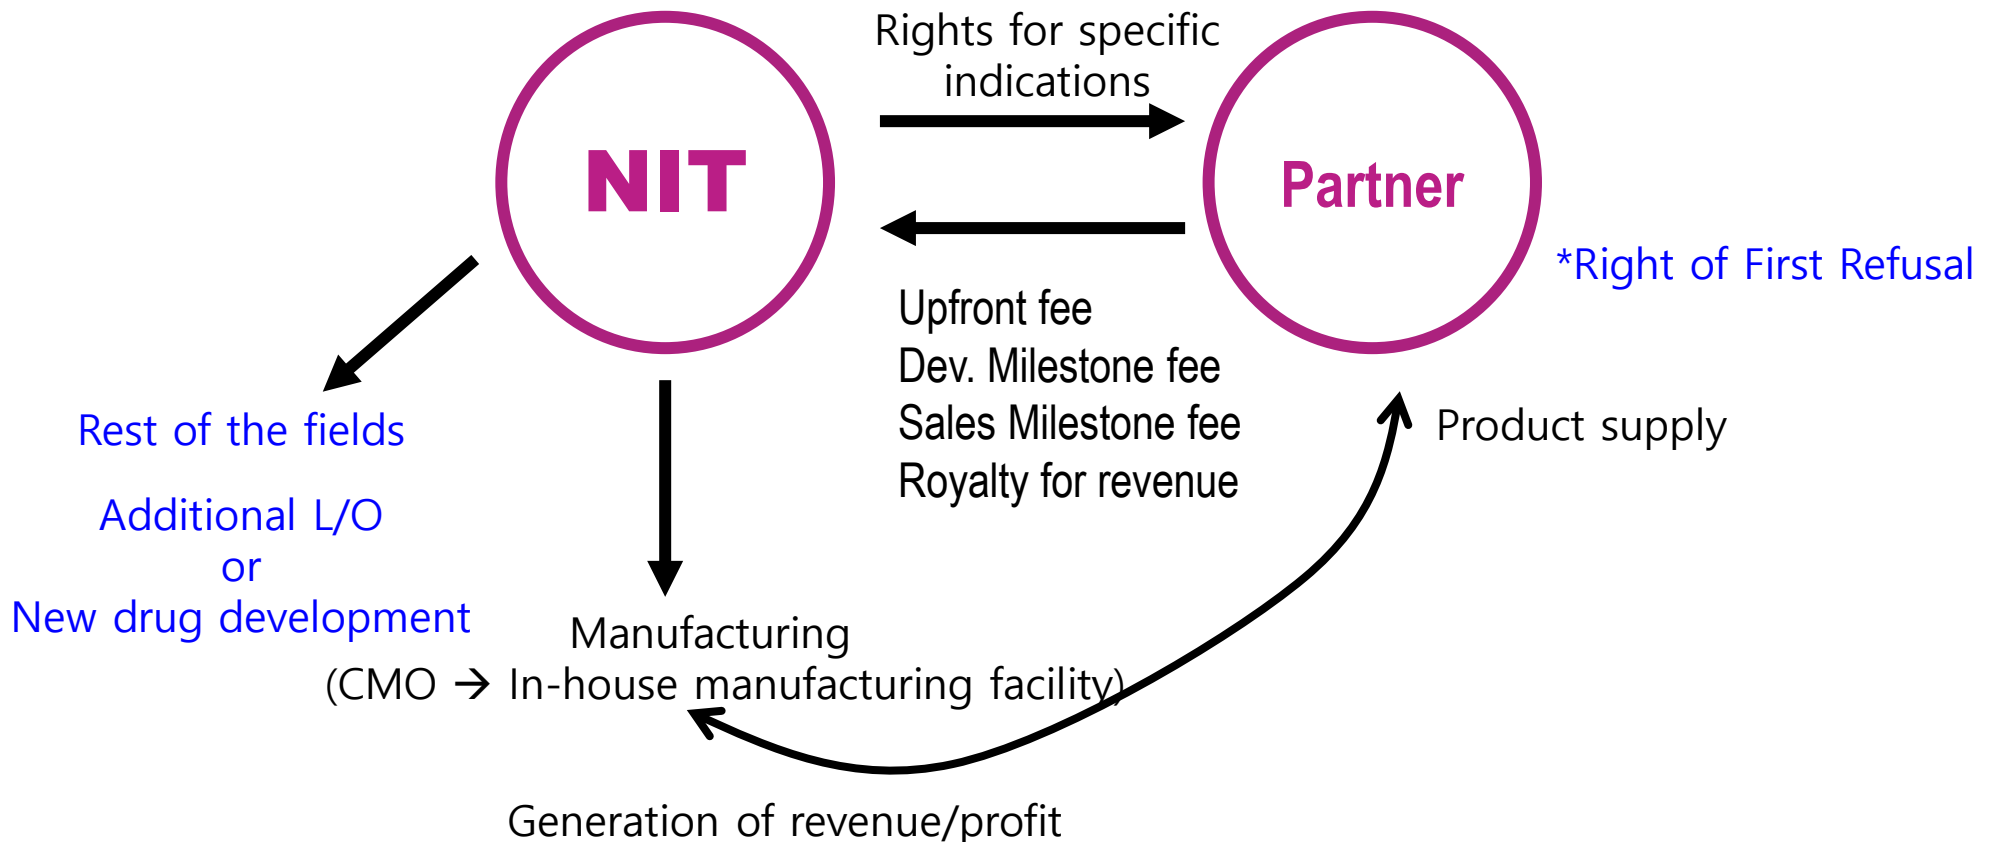 Rights for specific
indications
NIT
Partner
*Right of First Refusal
Upfront fee
Dev. Milestone fee
Sales Milestone fee
Royalty for revenue
Rest of the fields
Additional L/O
or
New drug development
Product supply
Manufacturing
(CMO → In-house manufacturing facility)
Generation of revenue/profit